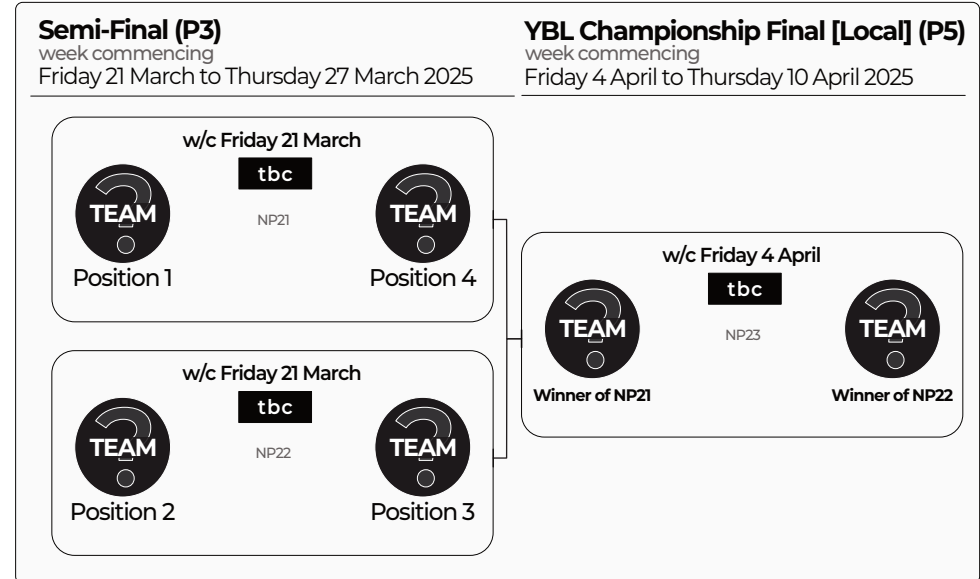 Semi-Final (P3)
week commencing
Friday 21 March to Thursday 27 March 2025
YBL Championship Final [Local] (P5)
week commencing
Friday 4 April to Thursday 10 April 2025
w/c Friday 21 March
tbc
TEAM
NP21
TEAM
Position 1
Position 4
w/c Friday 21 March
tbc
TEAM
NP22
TEAM
Position 2
Position 3
w/c Friday 4 April
tbc
TEAM
NP23
TEAM
Winner of NP21
Winner of NP22